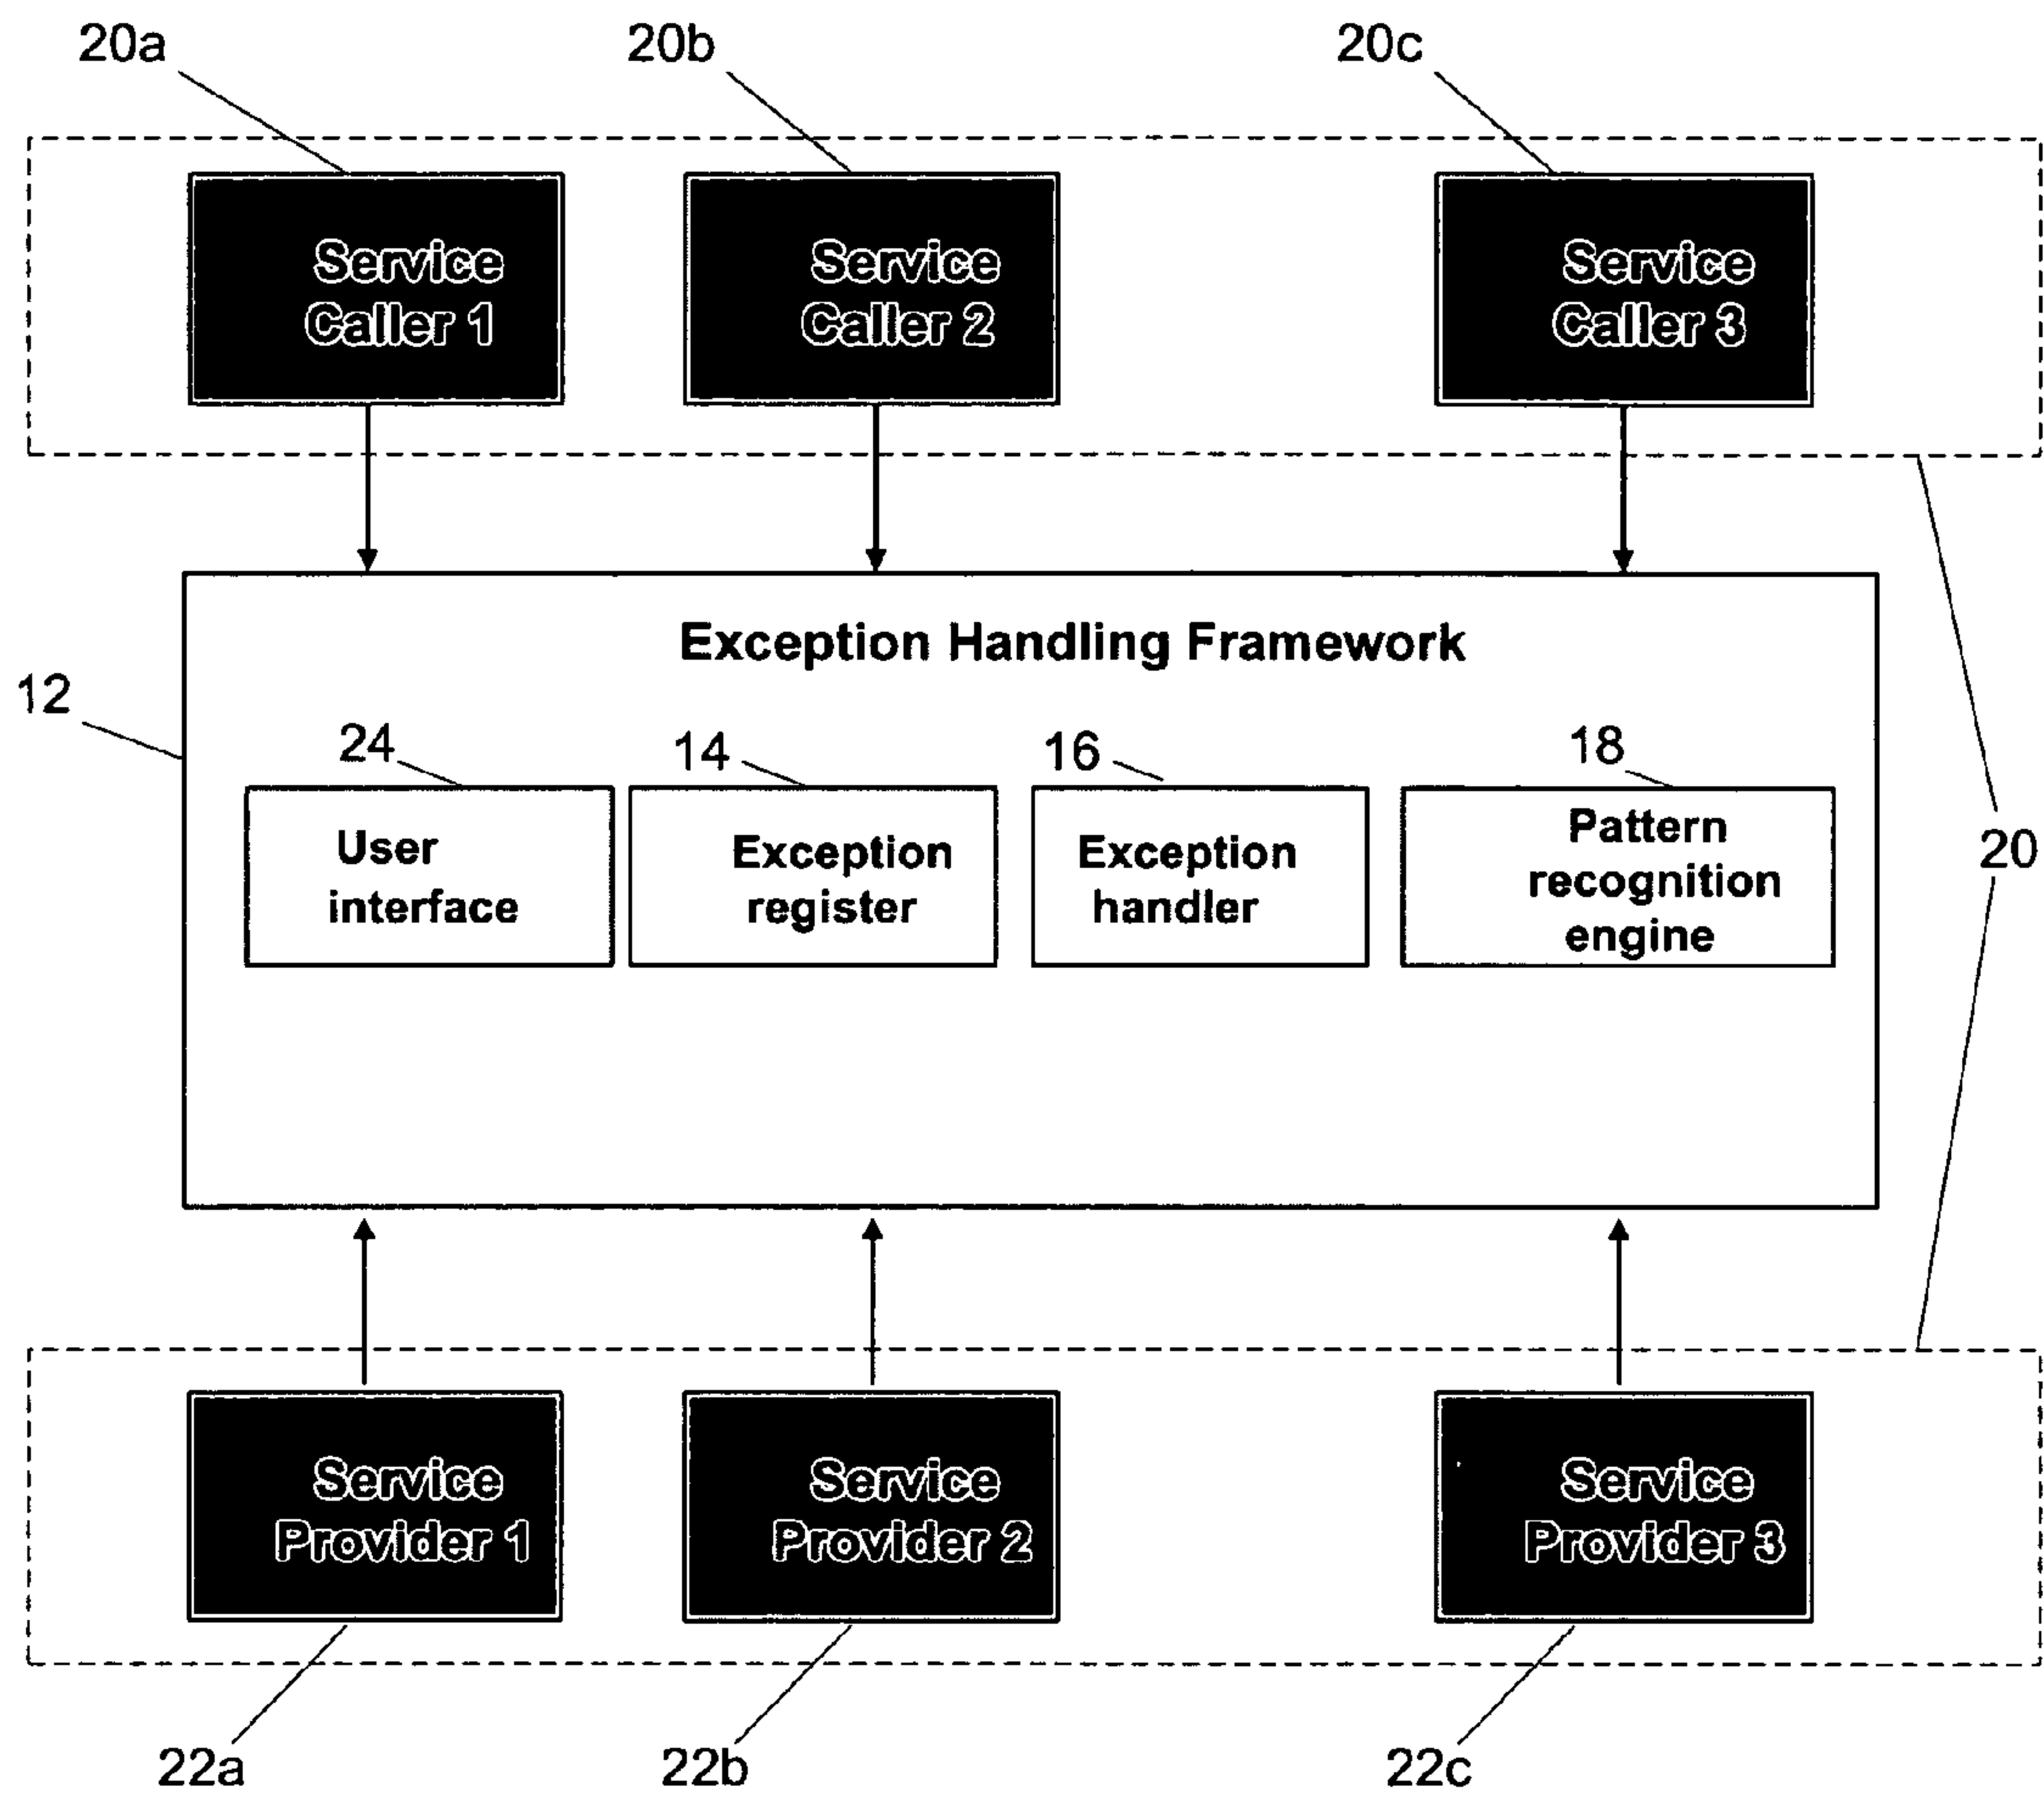 20a
20b
20c
Service
Caller 1
Service
Caller 2
Service
Caller 3
Exception Handling Framework
12
24
14
16
18
User
interface
Exception
register
Exception
handler
Pattern
recognition
engine
20
Service
Provider 1
Service
Provider 2
Service
Provider 3
22a
22b
22c